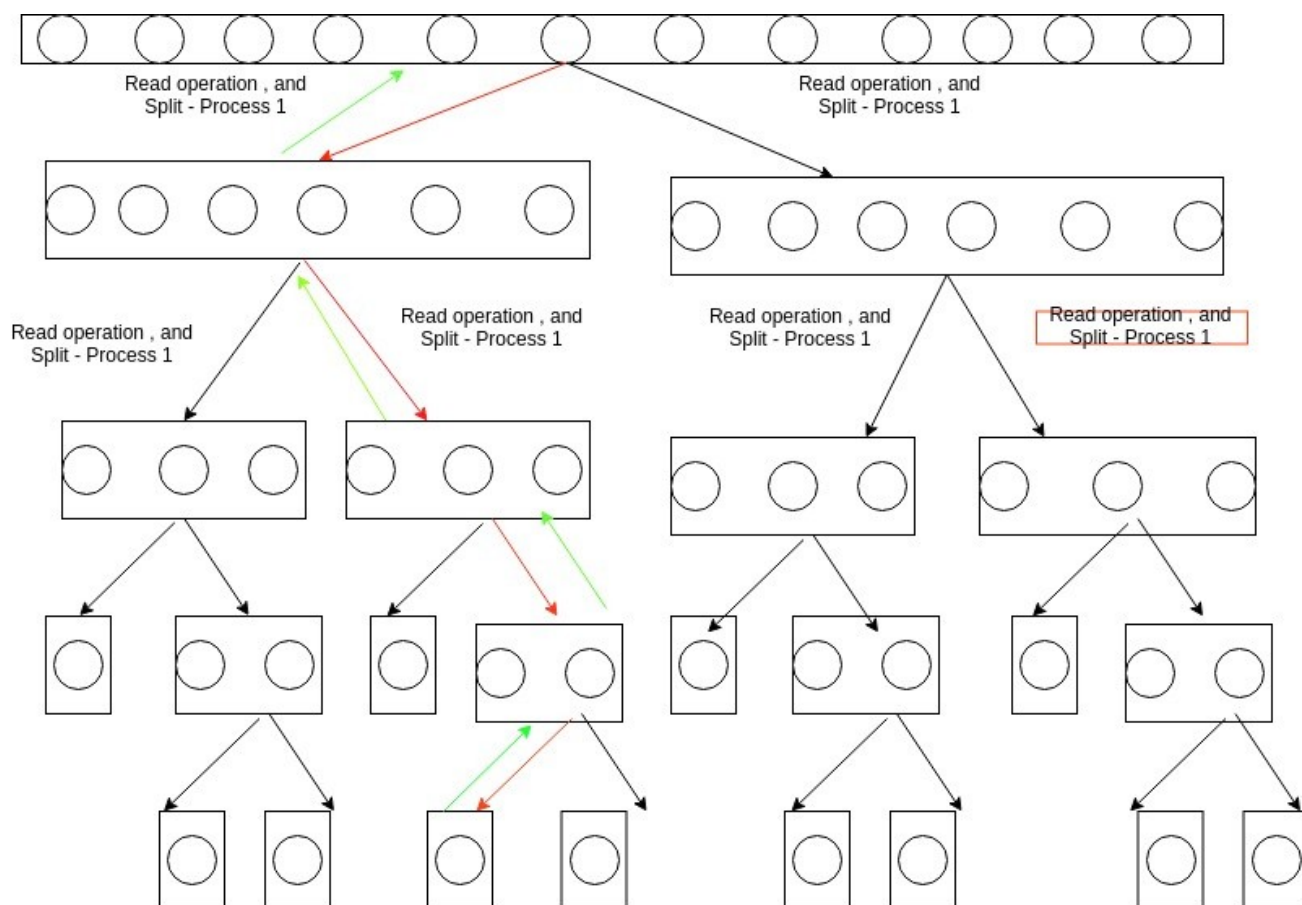 Read operation , and
Split - Process 1
Read operation , and
Split - Process 1
Read operation , and
Split - Process 1
Read operation , and
Split - Process 1
Read operation , and
Split - Process 1
Read operation , and
Split - Process 1